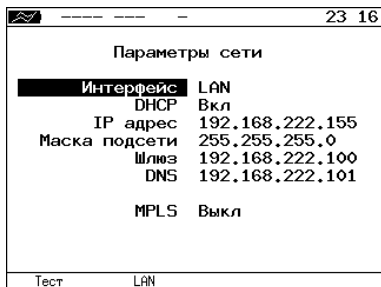 ---- --- - 23 16
Параметры сети
Интерфейс LAN
DHCP Вкл
IP адрес 192.168.222.155
Маска подсети 255.255.255.0
Шлюз 192.168.222.100
DNS 192.168.222.101
MPLS Выкл
Тест LAN